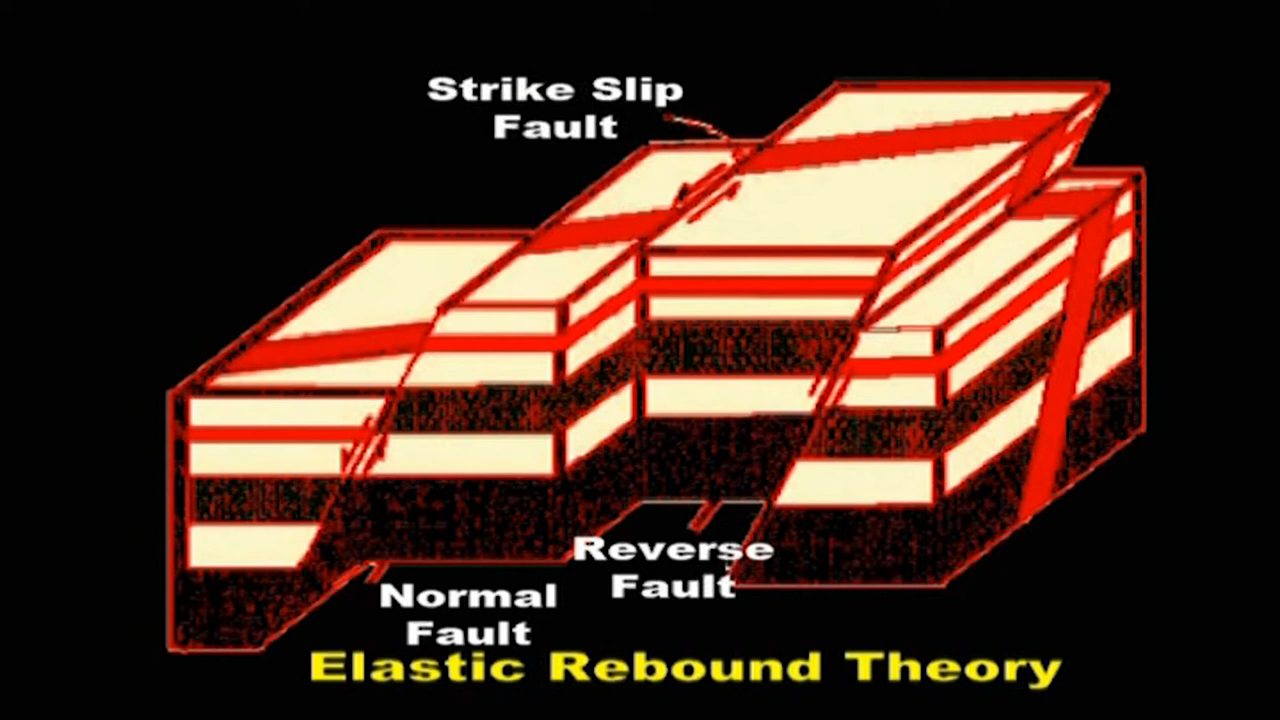 Strike Slip
Fault
Reverse
Fault
Normal
Fault
Elastic Rebound Theory